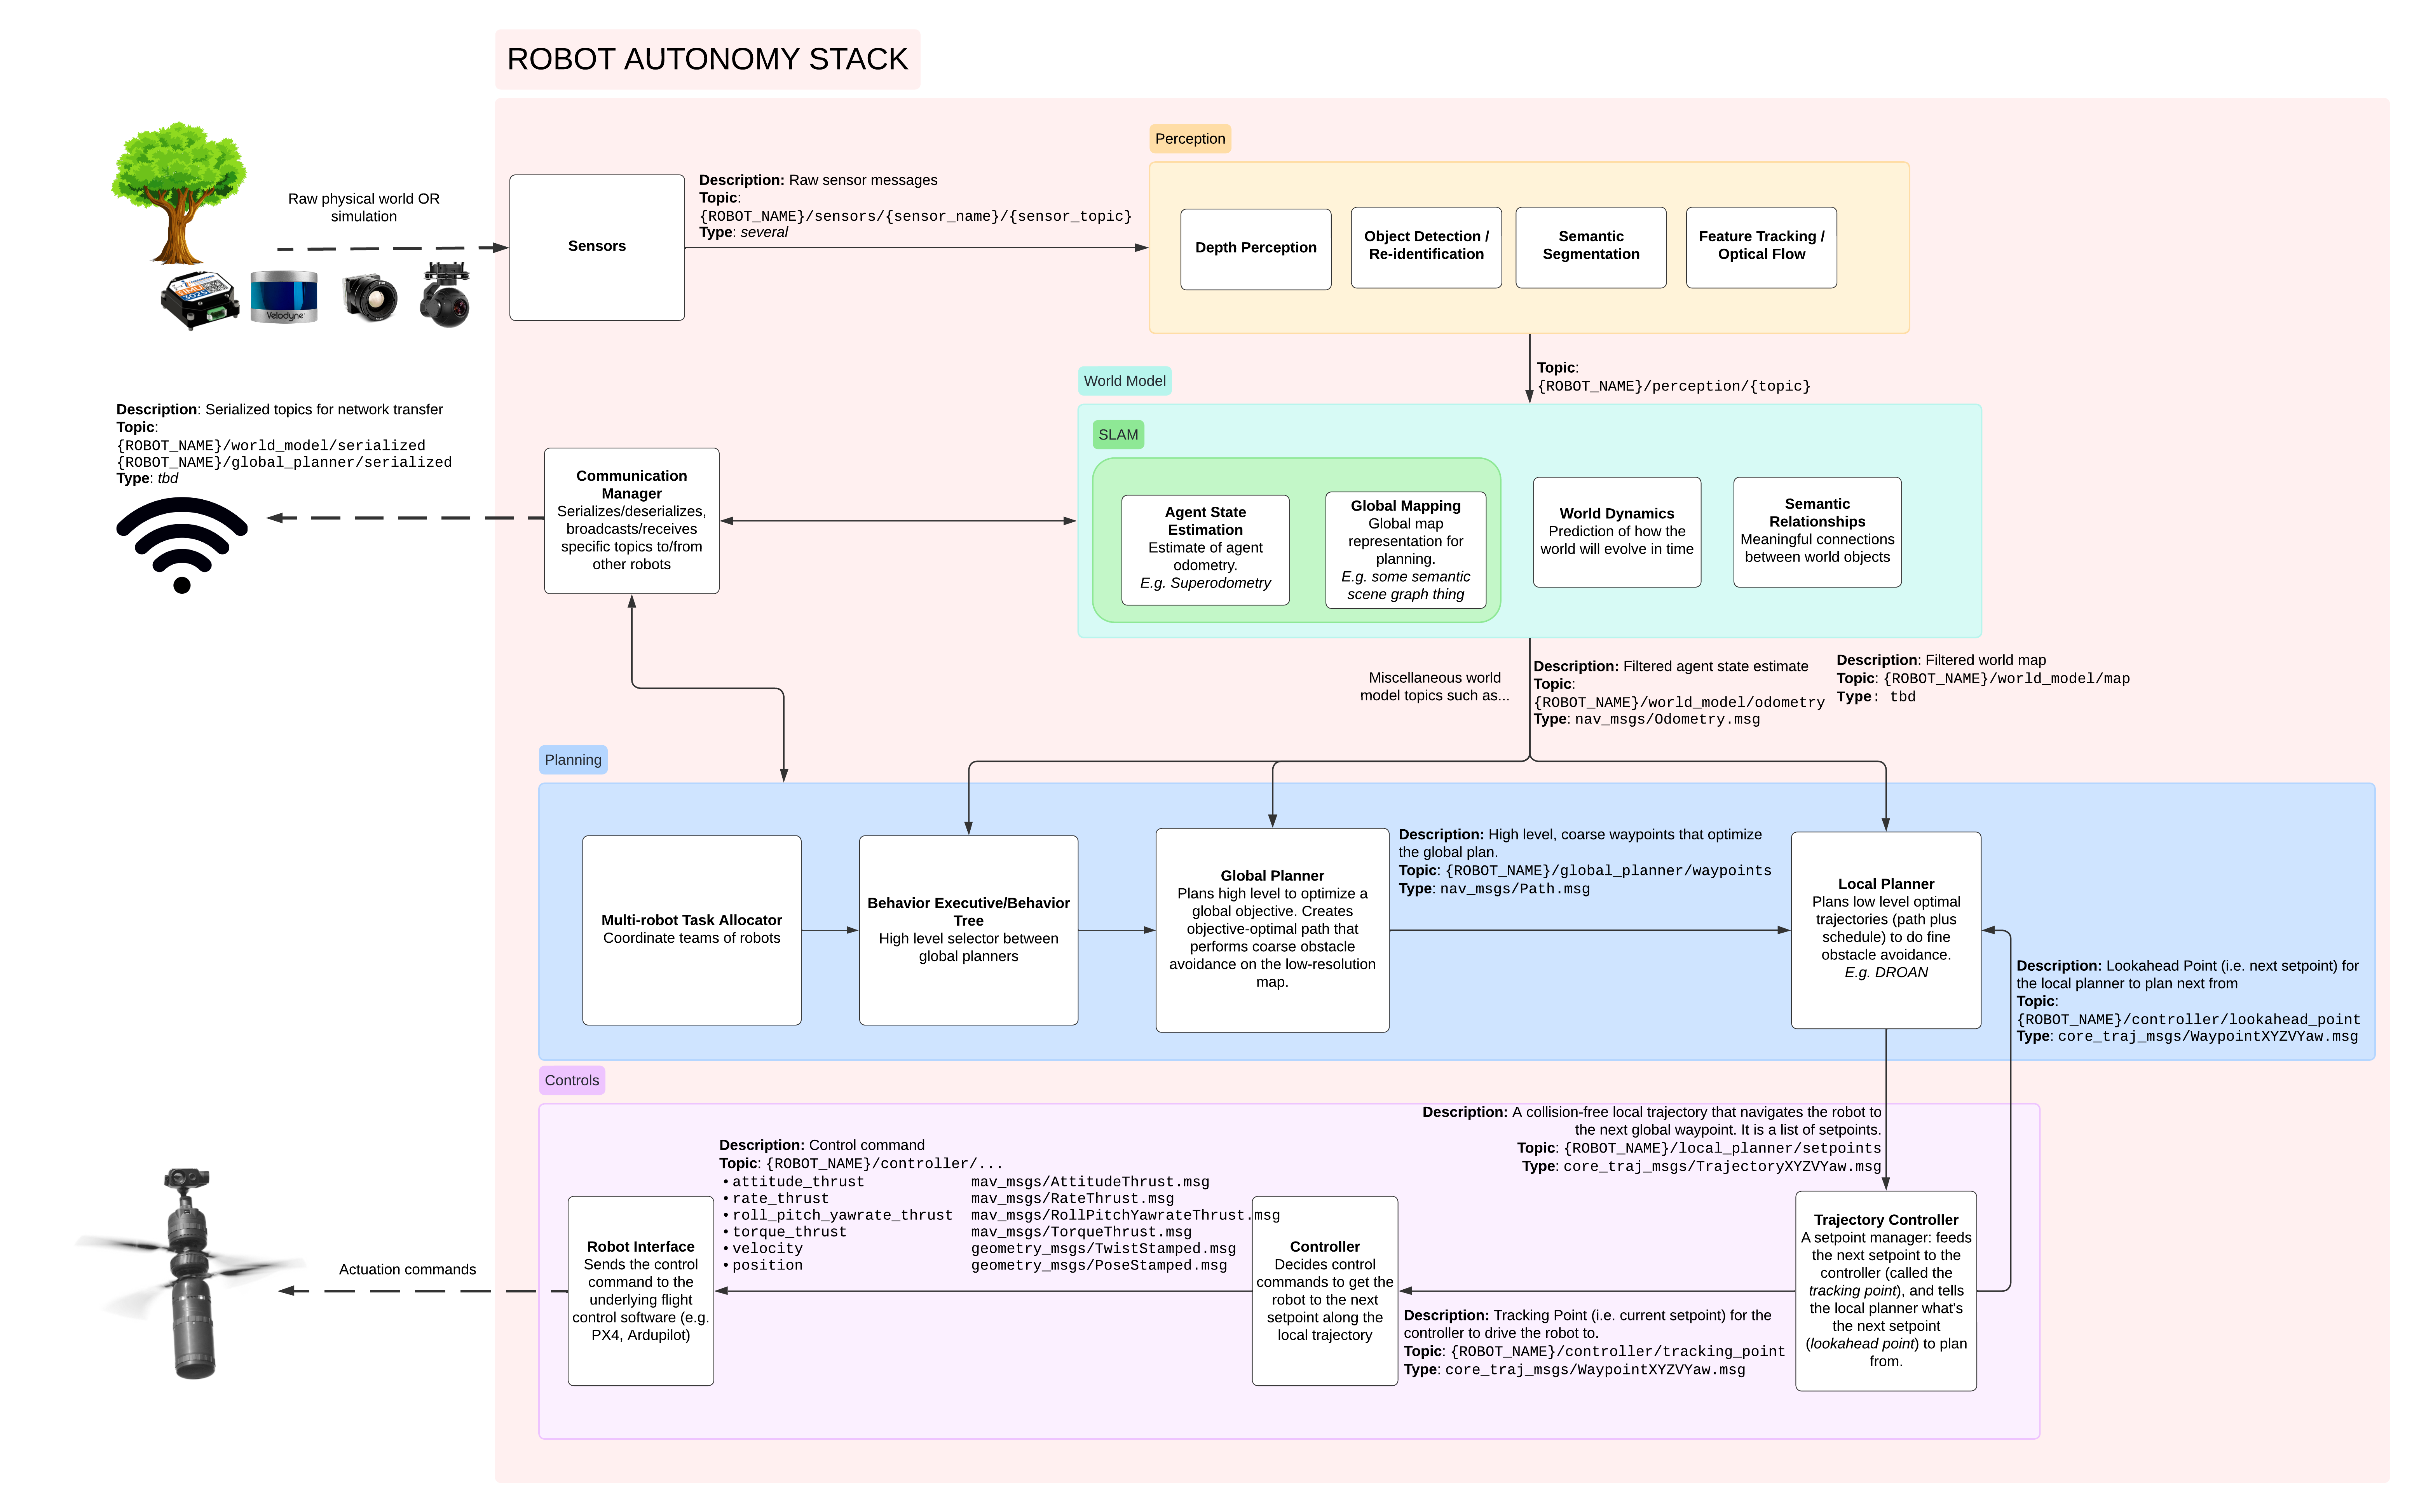 ROBOT AUTONOMY STACK
Raw physical world OR
simulation
Velodyne
Sensors
Description: Raw sensor messages
Topic:
{ROBOT_NAME}/sensors/{sensor_name}/{sensor_topic}
Type: several
Perception
Depth Perception
Object Detection /
Re-identification
Semantic
Segmentation
Feature Tracking /
Optical Flow
Topic:
{ROBOT_NAME}/perception/{topic}
Description: Serialized topics for network transfer
Topic:
{ROBOT_NAME}/world_model/serialized
{ROBOT_NAME}/global_planner/serialized
Type: tbd
Communication
Manager
Serializes/deserializes,
broadcasts/receives
specific topics to/from
other robots
World Model
SLAM
Agent State
Estimation
Estimate of agent
odometry.
E.g. Superodometry
Global Mapping
Global map
representation for
planning.
E.g. some semantic
scene graph thing
World Dynamics
Prediction of how the
world will evolve in time
Semantic
Relationships
Meaningful connections
between world objects
Miscellaneous world
model topics such as...
Description: Filtered agent state estimate
Topic:
{ROBOT_NAME}/world_model/odometry
Type: nav_msgs/Odometry.msg
Description: Filtered world map
Topic: {ROBOT_NAME}/world_model/map
Type: tbd
Planning
Multi-robot Task Allocator
Coordinate teams of robots
Behavior Executive/Behavior
Tree
High level selector between
global planners
Global Planner
Plans high level to optimize a
global objective. Creates
objective-optimal path that
performs coarse obstacle
avoidance on the low-resolution
map.
Description: High level, coarse waypoints that optimize
the global plan.
Topic: {ROBOT_NAME}/global_planner/waypoints
Type: nav_msgs/Path.msg
Local Planner
Plans low level optimal
trajectories (path plus
schedule) to do fine
obstacle avoidance.
E.g. DROAN
Description: Lookahead Point (i.e. next setpoint) for
the local planner to plan next from
Topic:
{ROBOT_NAME}/controller/lookahead_point
Type: core_traj_msgs/WaypointXYZVYaw.msg
Controls
Description: A collision-free local trajectory that navigates the robot to
the next global waypoint. It is a list of setpoints.
Topic: {ROBOT_NAME}/local_planner/setpoints
Type: core_traj_msgs/TrajectoryXYZVYaw.msg
Description: Control command
Topic: {ROBOT_NAME}/controller/...
• attitude_thrust mav_msgs/AttitudeThrust.msg
• rate_thrust mav_msgs/RateThrust.msg
• roll_pitch_yawrate_thrust mav_msgs/RollPitchYawrateThrust.msg
• torque_thrust mav_msgs/TorqueThrust.msg
• velocity geometry_msgs/TwistStamped.msg
• position geometry_msgs/PoseStamped.msg
Actuation commands
Robot Interface
Sends the control
command to the
underlying flight
control software (e.g.
PX4, Ardupilot)
Controller
Decides control
commands to get the
robot to the next
setpoint along the
local trajectory
Description: Tracking Point (i.e. current setpoint) for the
controller to drive the robot to.
Topic: {ROBOT_NAME}/controller/tracking_point
Type: core_traj_msgs/WaypointXYZVYaw.msg
Trajectory Controller
A setpoint manager: feeds
the next setpoint to the
controller (called the
tracking point), and tells
the local planner what's
the next setpoint
(lookahead point) to plan
from.